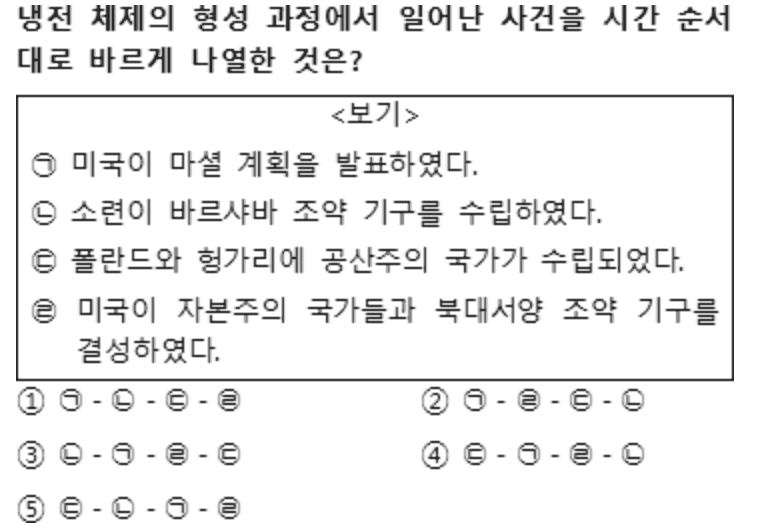 냉전 체제의 형성 과정에서 일어난 사건을 시간 순서
대로 바르게 나열한 것은?
<보기>
㉠ 미국이 마셜 계획을 발표하였다.
㉡ 소련이 바르샤바 조약 기구를 수립하였다.
㉢ 폴란드와 헝가리에 공산주의 국가가 수립되었다.
㉣ 미국이 자본주의 국가들과 북대서양 조약 기구를
결성하였다.
① ㉠ - ㉡ - ㉢ - ㉣ ② ㉠ - ㉣ - ㉢ - ㉡
③ ㉡ - ㉠ - ㉣ - ㉢ ④ ㉢ - ㉠ - ㉣ - ㉡
⑤ ㉢ - ㉡ - ㉠ - ㉣